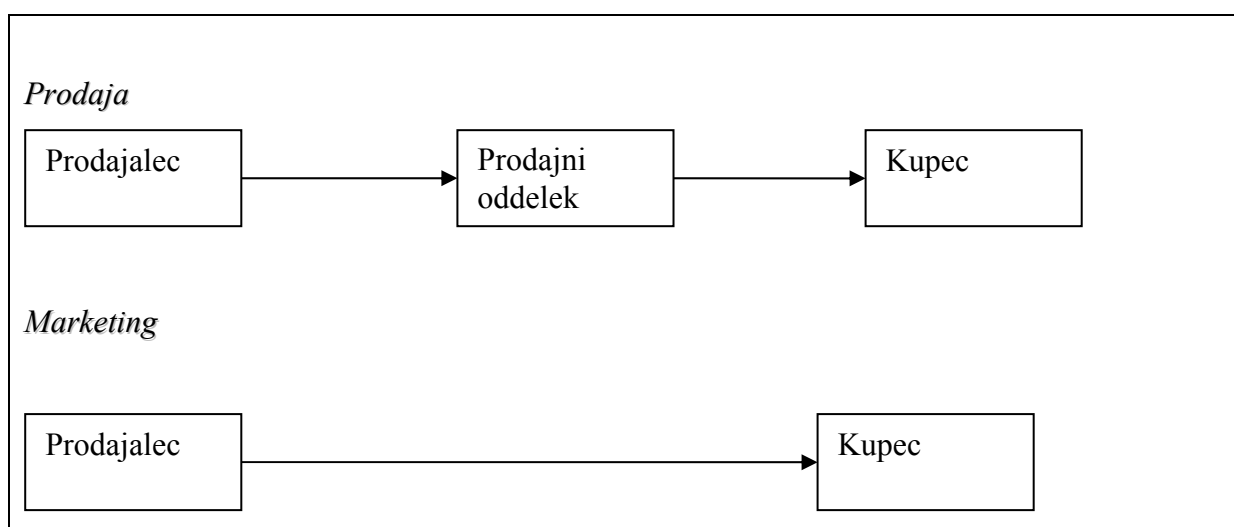 Prodaja
Prodajalec
Prodajni
oddelek
Kupec
Marketing
Prodajalec
Kupec